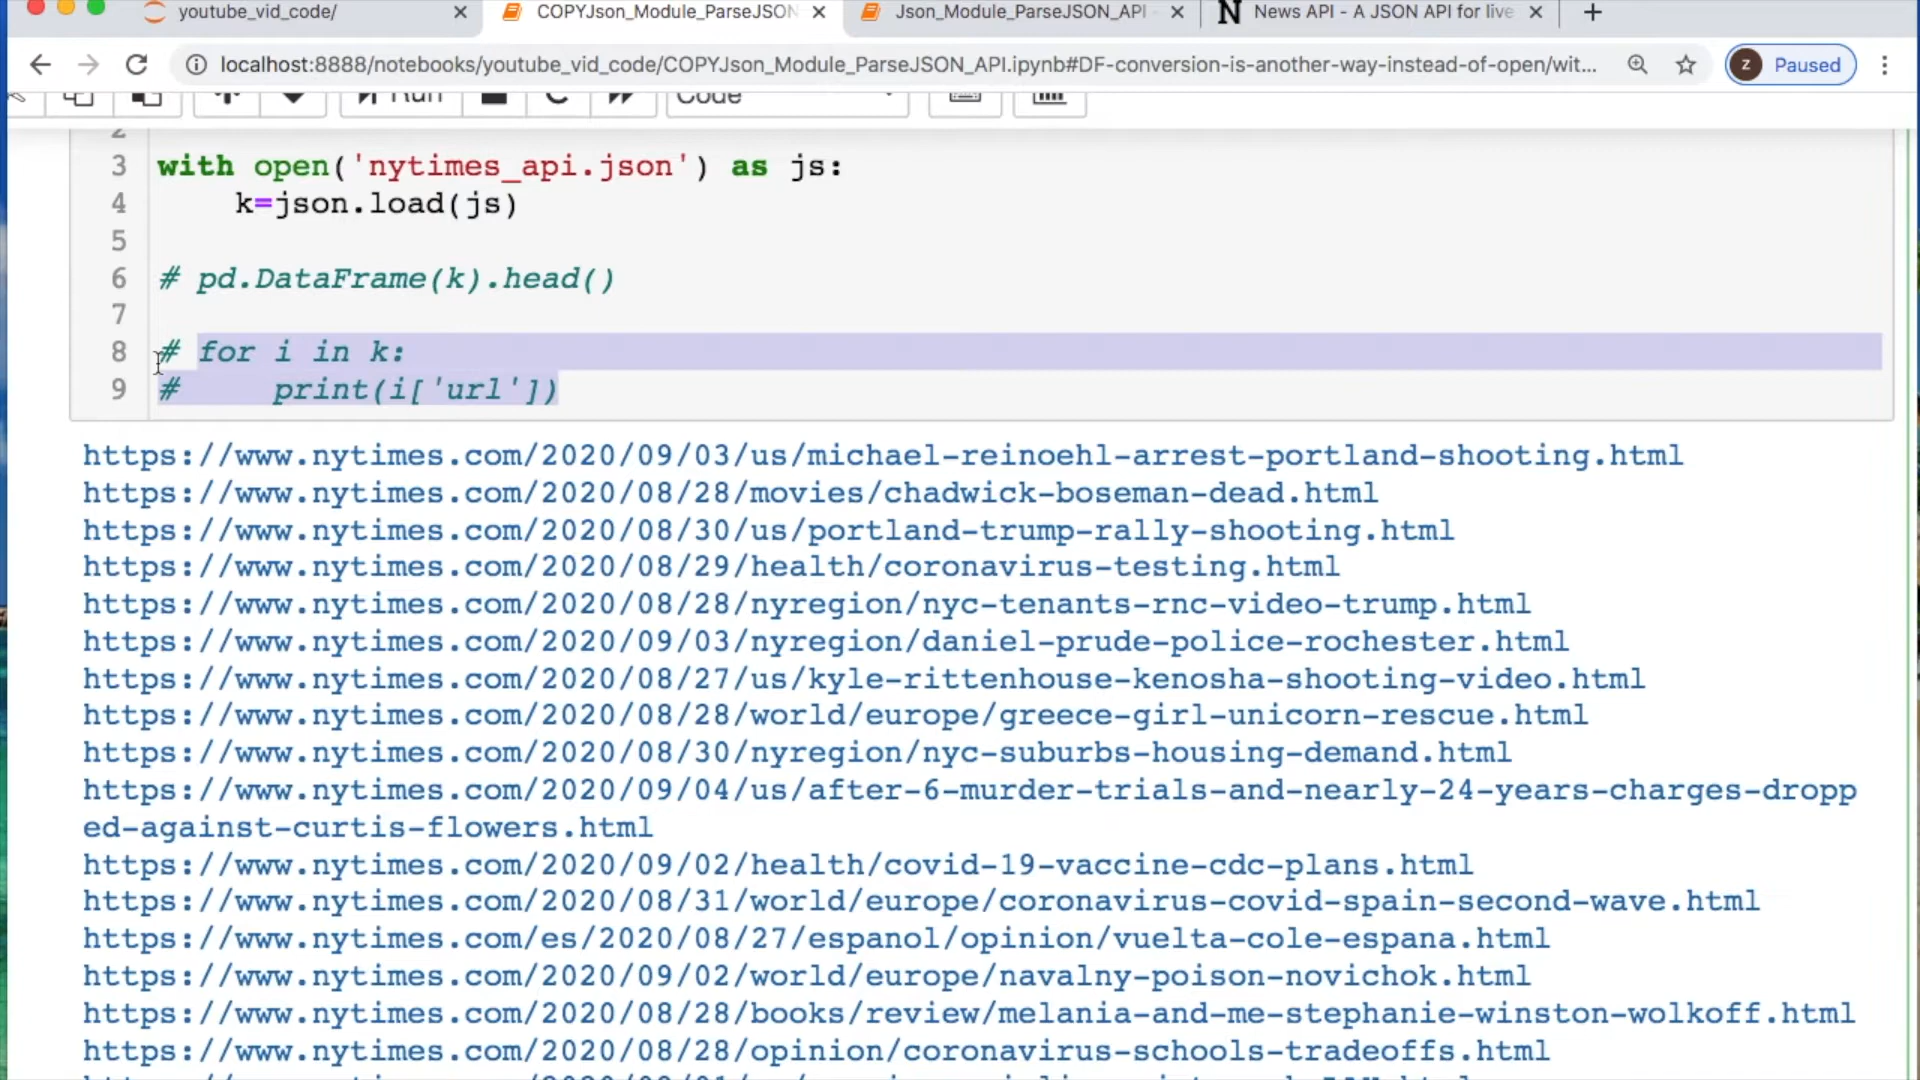 youtube_vid_code/
COPYJson_Module_ParseJSON
Json_Module_ParseJSON_API
News API - A JSON API for live
localhost:8888/notebooks/youtube_vid_code/COPYJson_Module_ParseJSON_API.ipynb#DF-conversion-is-another-way-instead-of-open/wit...
z
Paused
Run
Code
2
3 with open('nytimes_api.json') as js:
4 k=json.load(js)
5
6 # pd.DataFrame(k).head()
7
8 # for i in k:
9 # print(i['url'])
https://www.nytimes.com/2020/09/03/us/michael-reinoehl-arrest-portland-shooting.html
https://www.nytimes.com/2020/08/28/movies/chadwick-boseman-dead.html
https://www.nytimes.com/2020/08/30/us/portland-trump-rally-shooting.html
https://www.nytimes.com/2020/08/29/health/coronavirus-testing.html
https://www.nytimes.com/2020/08/28/nyregion/nyc-tenants-rnc-video-trump.html
https://www.nytimes.com/2020/09/03/nyregion/daniel-prude-police-rochester.html
https://www.nytimes.com/2020/08/27/us/kyle-rittenhouse-kenosha-shooting-video.html
https://www.nytimes.com/2020/08/28/world/europe/greece-girl-unicorn-rescue.html
https://www.nytimes.com/2020/08/30/nyregion/nyc-suburbs-housing-demand.html
https://www.nytimes.com/2020/09/04/us/after-6-murder-trials-and-nearly-24-years-charges-dropp
ed-against-curtis-flowers.html
https://www.nytimes.com/2020/09/02/health/covid-19-vaccine-cdc-plans.html
https://www.nytimes.com/2020/08/31/world/europe/coronavirus-covid-spain-second-wave.html
https://www.nytimes.com/es/2020/08/27/espanol/opinion/vuelta-cole-espana.html
https://www.nytimes.com/2020/09/02/world/europe/navalny-poison-novichok.html
https://www.nytimes.com/2020/08/28/books/review/melania-and-me-stephanie-winston-wolkoff.html
https://www.nytimes.com/2020/08/28/opinion/coronavirus-schools-tradeoffs.html